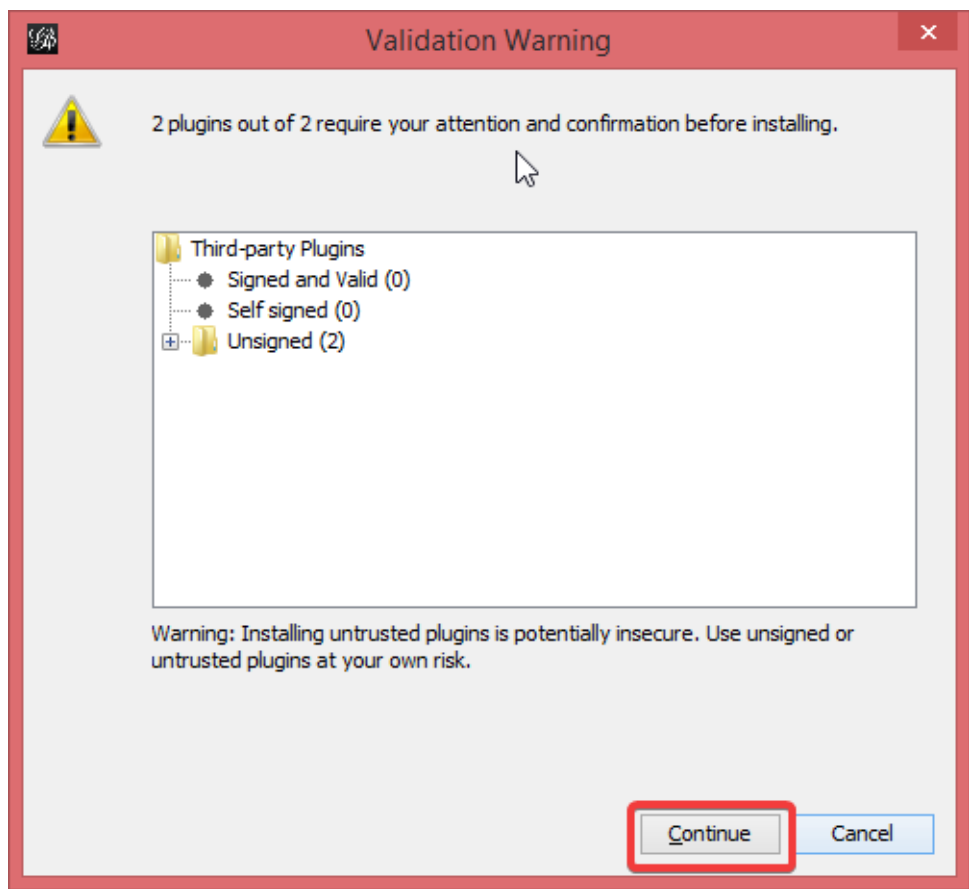 Validation Warning
2 plugins out of 2 require your attention and confirmation before installing.
Third-party Plugins
Signed and Valid (0)
Self signed (0)
Unsigned (2)
Warning: Installing untrusted plugins is potentially insecure. Use unsigned or
untrusted plugins at your own risk.
Continue
Cancel